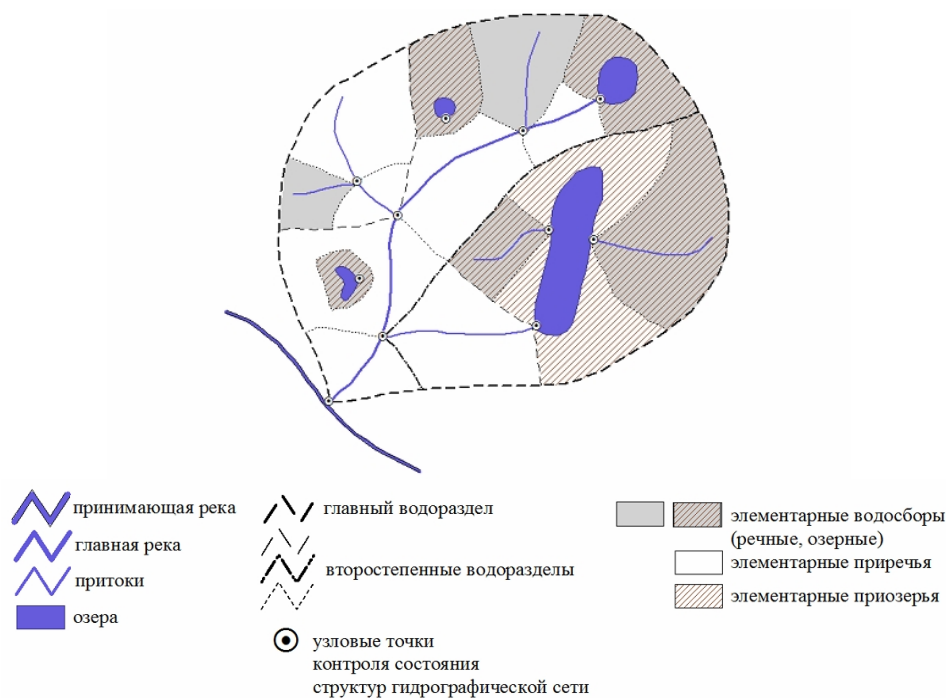 принимающая река
главная река
притоки
озера
главный водораздел
второстепенные водоразделы
узловые точки
контроля состояния
структур гидрографической сети
элементарные водосборы
(речные, озерные)
элементарные приречья
элементарные приозерья